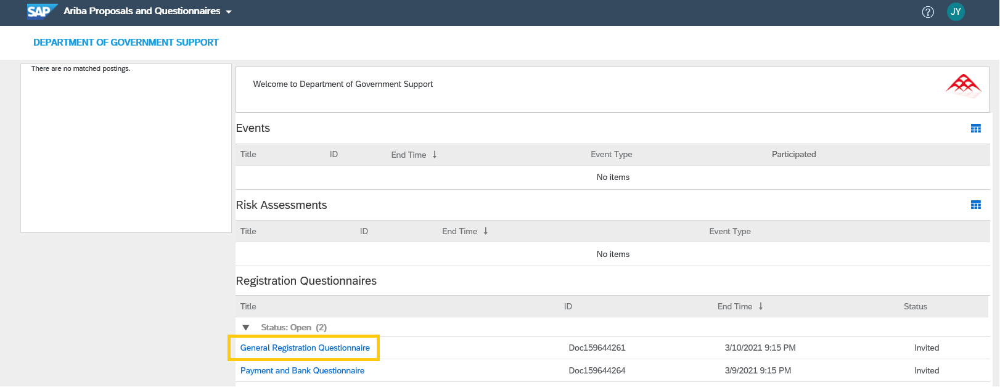 SAP Ariba Proposals and Questionnaires
? JY
DEPARTMENT OF GOVERNMENT SUPPORT
There are no matched postings.
Welcome to Department of Government Support
Events
Title ID End Time ↓ Event Type Participated
No items
Risk Assessments
Title ID End Time ↓ Event Type
No items
Registration Questionnaires
Title ID End Time ↓ Status
▼ Status: Open (2)
General Registration Questionnaire Doc159644261 3/10/2021 9:15 PM Invited
Payment and Bank Questionnaire Doc159644264 3/9/2021 9:15 PM Invited